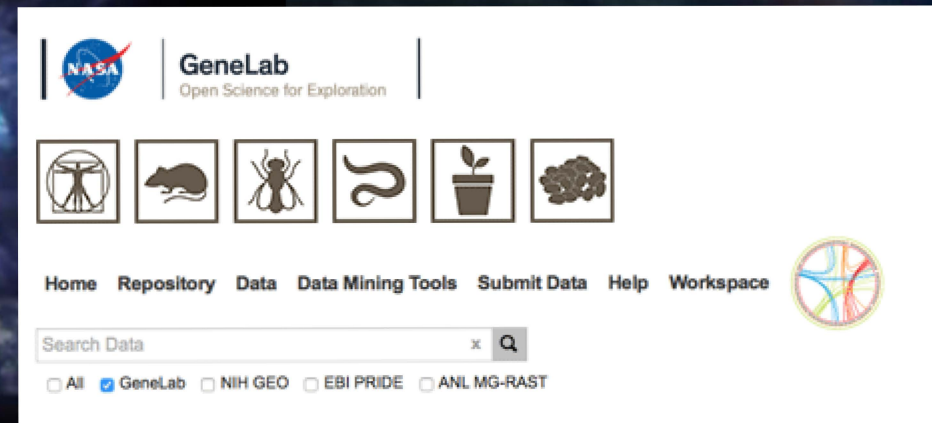 NASA
GeneLab
Open Science for Exploration
Home Repository Data Data Mining Tools Submit Data Help Workspace
Search Data x
All GeneLab NIH GEO EBI PRIDE ANL MG-RAST